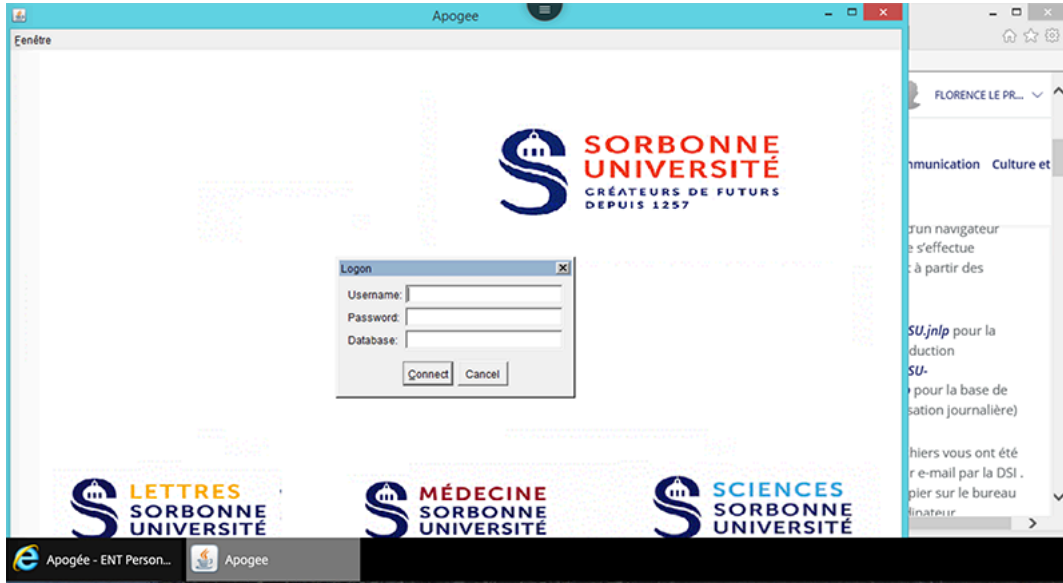 Apogee
Fenêtre
FLORENCE LE PR...
SORBONNE
UNIVERSITÉ
CRÉATEURS DE FUTURS
DEPUIS 1257
mmunication Culture et
d'un navigateur
e s'effectue
t à partir des
Logon
Username:
Password:
Database:
Connect Cancel
SU.jnlp pour la
duction
SU-
pour la base de
sation journalière)
hiers vous ont été
r e-mail par la DSI .
pier sur le bureau
dinateur
LETTRES
SORBONNE
UNIVERSITÉ
MÉDECINE
SORBONNE
UNIVERSITÉ
SCIENCES
SORBONNE
UNIVERSITÉ
Apogée - ENT Person...
Apogee